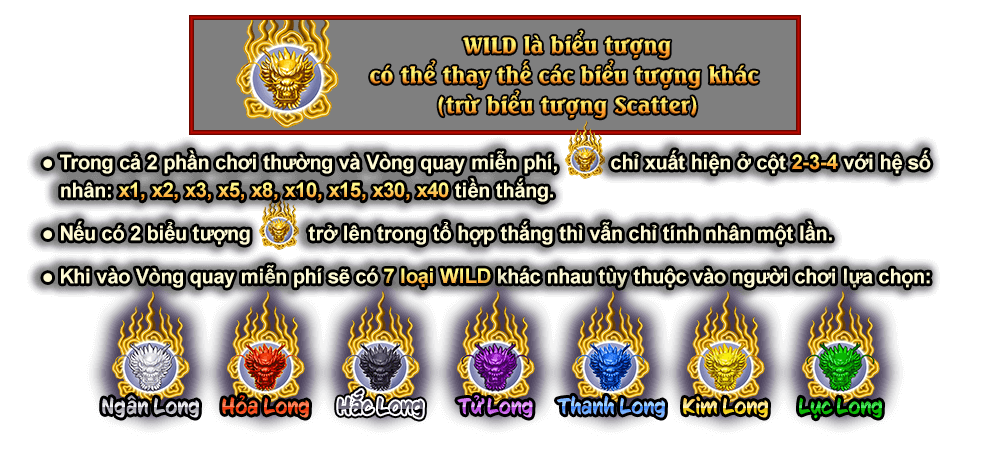 WILD là biểu tượng
có thể thay thế các biểu tượng khác
(trừ biểu tượng Scatter)
● Trong cả 2 phần chơi thường và Vòng quay miễn phí, chỉ xuất hiện ở cột 2-3-4 với hệ số
nhân: x1, x2, x3, x5, x8, x10, x15, x30, x40 tiền thắng.
● Nếu có 2 biểu tượng trở lên trong tổ hợp thắng thì vẫn chỉ tính nhân một lần.
● Khi vào Vòng quay miễn phí sẽ có 7 loại WILD khác nhau tùy thuộc vào người chơi lựa chọn:
Ngân Long Hỏa Long Hắc Long Tử Long Thanh Long Kim Long Lục Long